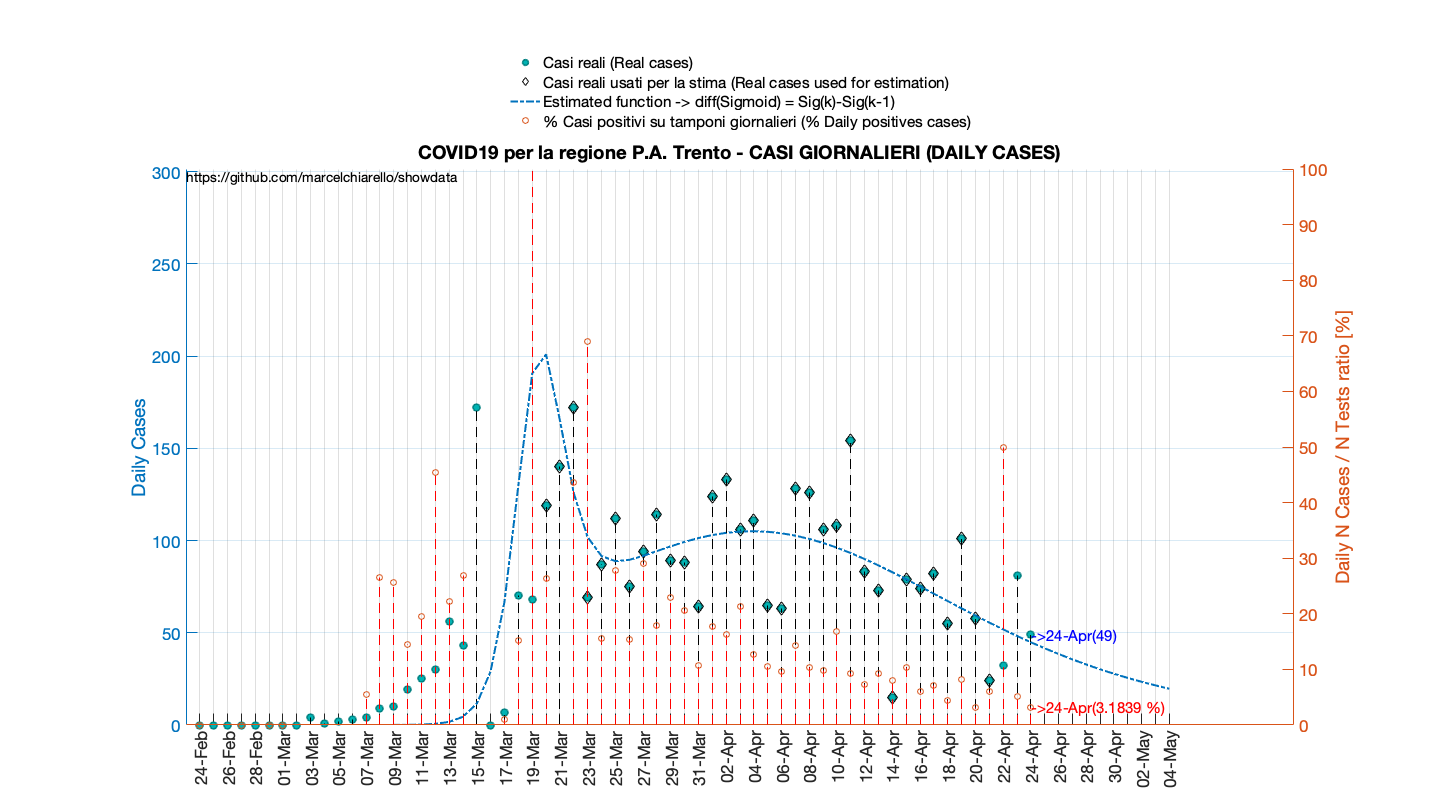 Casi reali (Real cases)
Casi reali usati per la stima (Real cases used for estimation)
Estimated function -> diff(Sigmoid) = Sig(k)-Sig(k-1)
% Casi positivi su tamponi giornalieri (% Daily positives cases)
COVID19 per la regione P.A. Trento - CASI GIORNALIERI (DAILY CASES)
https://github.com/marcelchiarello/showdata
Daily Cases
300
250
200
150
100
50
0
100
90
80
70
60
50
40
30
20
10
0
Daily N Cases / N Tests ratio [%]
->24-Apr(49)
->24-Apr(3.1839 %)
24-Feb
26-Feb
28-Feb
01-Mar
03-Mar
05-Mar
07-Mar
09-Mar
11-Mar
13-Mar
15-Mar
17-Mar
19-Mar
21-Mar
23-Mar
25-Mar
27-Mar
29-Mar
31-Mar
02-Apr
04-Apr
06-Apr
08-Apr
10-Apr
12-Apr
14-Apr
16-Apr
18-Apr
20-Apr
22-Apr
24-Apr
26-Apr
28-Apr
30-Apr
02-May
04-May